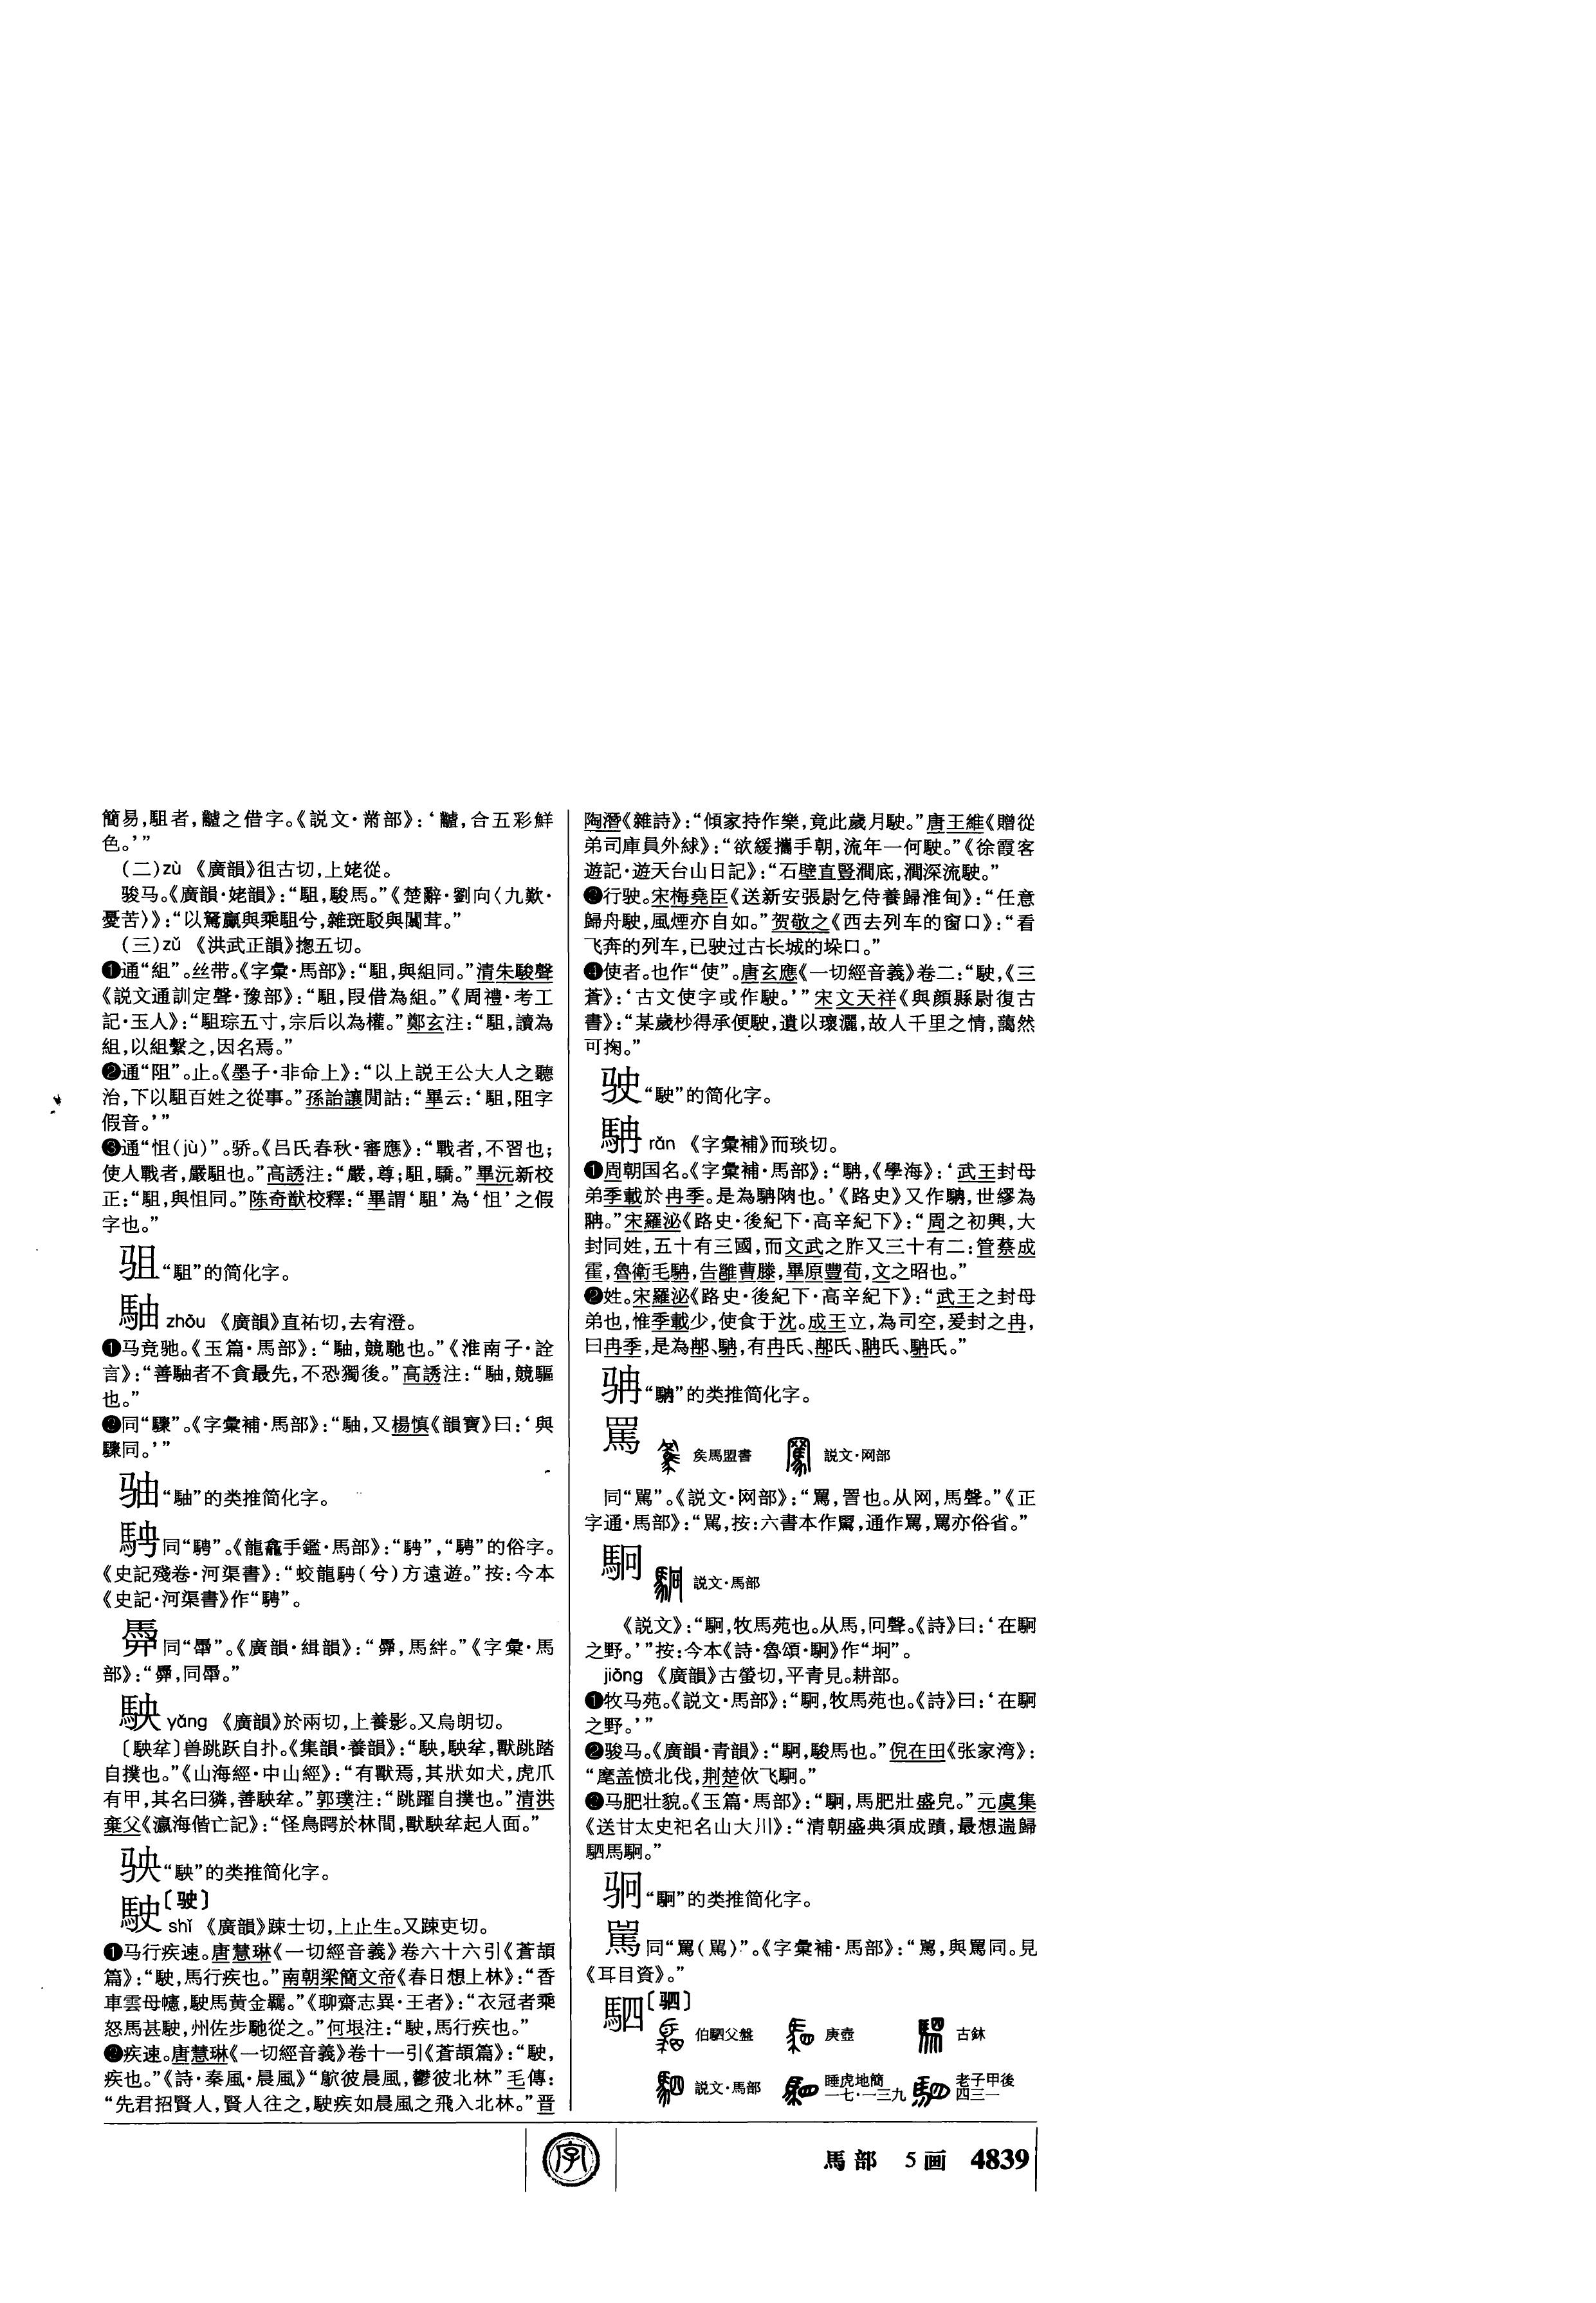 簡易，駔者，䵸之借字。《説文·黹部》：‘䵸，合五彩鮮
色。’”
（二）zù 《廣韻》徂古切，上姥從。
骏马。《廣韻·姥韻》：“駔，駿馬。”《楚辭·劉向〈九歎·
憂苦〉》：“以駑驘與乘駔兮，雜斑駁與闒茸。”
（三）zǔ 《洪武正韻》揔五切。
❶通“組”。丝带。《字彙·馬部》：“駔，與組同。”清朱駿聲
《説文通訓定聲·豫部》：“駔，叚借為組。”《周禮·考工
記·玉人》：“駔琮五寸，宗后以為權。”鄭玄注：“駔，讀為
組，以組繫之，因名焉。”
❷通“阻”。止。《墨子·非命上》：“以上説王公大人之聽
治，下以駔百姓之從事。”孫詒讓閒詁：“畢云：‘駔，阻字
假音。’”
❸通“怚(jù)”。骄。《吕氏春秋·審應》：“戰者，不習也；
使人戰者，嚴駔也。”高誘注：“嚴，尊；駔，驕。”畢沅新校
正：“駔，與怚同。”陈奇猷校釋：“畢謂‘駔’為‘怚’之假
字也。”
驵“駔”的简化字。
駎 zhǒu 《廣韻》直祐切，去宥澄。
❶马竞驰。《玉篇·馬部》：“駎，競馳也。”《淮南子·詮
言》：“善駎者不貪最先，不恐獨後。”高誘注：“駎，競驅
也。”
❷同“驟”。《字彙補·馬部》：“駎，又楊慎《韻寶》曰：‘與
驟同。’”
“駎”的类推简化字。
同“騁”。《龍龕手鑑·馬部》：“”，“騁”的俗字。
《史記殘卷·河渠書》：“蛟龍（兮）方遠遊。”按：今本
《史記·河渠書》作“騁”。
同“馽”。《廣韻·緝韻》：“，馬絆。”《字彙·馬
部》：“，同馽。”
駚 yǎng 《廣韻》於兩切，上養影。又烏朗切。
〔駚〕兽跳跃自扑。《集韻·養韻》：“駚，駚，獸跳踏
自撲也。”《山海經·中山經》：“有獸焉，其狀如犬，虎爪
有甲，其名曰獜，善駚。”郭璞注：“跳躍自撲也。”清洪
棄父《瀛海偕亡記》：“怪鳥腭於林間，獸駚起人面。”
“駚”的类推简化字。
駛〔驶〕
shǐ 《廣韻》踈士切，上止生。又踈吏切。
❶马行疾速。唐慧琳《一切經音義》卷六十六引《蒼頡
篇》：“駛，馬行疾也。”南朝梁簡文帝《春日想上林》：“香
車雲母幰，駛馬黄金羈。”《聊齋志異·王者》：“衣冠者乘
怒馬甚駛，州佐步馳從之。”何垠注：“駛，馬行疾也。”
❷疾速。唐慧琳《一切經音義》卷十一引《蒼頡篇》：“駛，
疾也。”《詩·秦風·晨風》“鴥彼晨風，鬱彼北林”毛傳：
“先君招賢人，賢人往之，駛疾如晨風之飛入北林。”晋
陶潛《雜詩》：“傾家持作樂，竟此歲月駛。”唐王維《贈從
弟司庫員外絿》：“欲緩攜手朝，流年一何駛。”《徐霞客
遊記·遊天台山日記》：“石壁直豎澗底，澗深流駛。”
❸行驶。宋梅堯臣《送新安張尉乞侍養歸淮甸》：“任意
歸舟駛，風煙亦自如。”贺敬之《西去列车的窗口》：“看
飞奔的列车，已驶过古长城的垛口。”
❹使者。也作“使”。唐玄應《一切經音義》卷二：“駛，《三
蒼》：‘古文使字或作駛。’”宋文天祥《與顔縣尉復古
書》：“某歲杪得承便駛，遺以瓌灑，故人千里之情，藹然
可掬。”
驶“駛”的简化字。
rǎn 《字彙補》而琰切。
❶周朝国名。《字彙補·馬部》：“，《學海》：‘武王封母
弟季載於冉季。是為也。’《路史》又作，世繆為
聃。”宋羅泌《路史·後紀下·高辛紀下》：“周之初興，大
封同姓，五十有三國，而文武之胙又三十有二：管蔡成
霍，魯衛毛，告雝曹滕，畢原豐荀，文之昭也。”
❷姓。宋羅泌《路史·後紀下·高辛紀下》：“武王之封母
弟也，惟季載少，使食于沈。成王立，為司空，爰封之冉，
曰冉季，是為䣸、，有冉氏、䣸氏、聃氏、氏。”
“”的类推简化字。
䮫 矦馬盟書 説文·网部
同“罵”。《説文·网部》：“，詈也。从网，馬聲。”《正
字通·馬部》：“罵，按：六書本作，通作罵，駡亦俗省。”
駉 説文·馬部
《説文》：“駉，牧馬苑也。从馬，冋聲。《詩》曰：‘在駉
之野。’”按：今本《詩·魯頌·駉》作“坰”。
jiōng 《廣韻》古螢切，平青見。耕部。
❶牧马苑。《説文·馬部》：“駉，牧馬苑也。《詩》曰：‘在駉
之野。’”
❷骏马。《廣韻·青韻》：“駉，駿馬也。”倪在田《张家湾》：
“麾盖愤北伐，荆楚佽飞駉。”
❸马肥壮貌。《玉篇·馬部》：“駉，馬肥壯盛皃。”元虞集
《送甘太史祀名山大川》：“清朝盛典須成蹟，最想遄歸
駟馬駉。”
“駉”的类推简化字。
駡 同“罵（罵）”。《字彙補·馬部》：“駡，與罵同。見
《耳目資》。”
駟〔驷〕
伯駟父盤 庚壺 古鉢
説文·馬部 睡虎地簡一七·一三九 老子甲後四三一
馬部 5画 4839
字